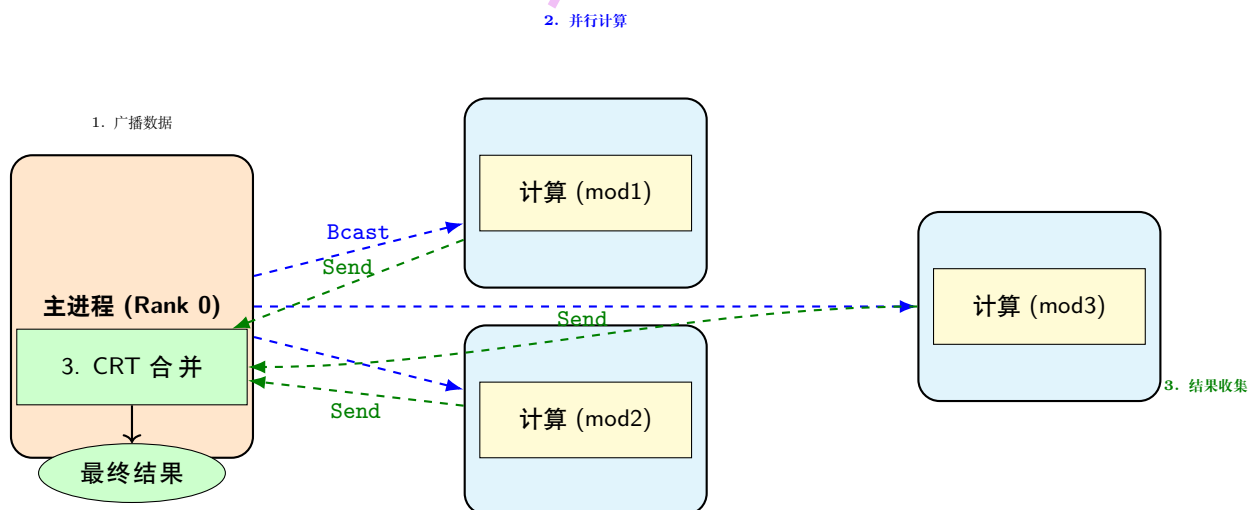 2. 并行计算
1. 广播数据
计算 (mod1)
Bcast
Send
主进程 (Rank 0)
计算 (mod3)
Send
3. CRT 合并
3. 结果收集
Send
计算 (mod2)
最终结果